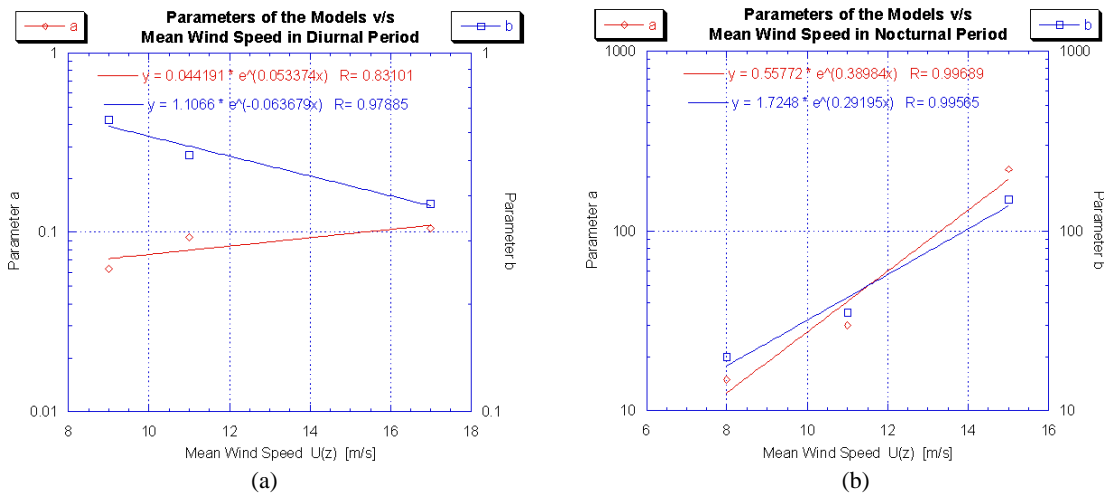 a
Parameters of the Models v/s
Mean Wind Speed in Diurnal Period
b
y = 0.044191 * e^(0.053374x) R= 0.83101
y = 1.1066 * e^(-0.063679x) R= 0.97885
1
0.1
0.01
Parameter a
1
0.1
Parameter b
8 10 12 14 16 18
Mean Wind Speed U(z) [m/s]
(a)
a
Parameters of the Models v/s
Mean Wind Speed in Nocturnal Period
b
y = 0.55772 * e^(0.38984x) R= 0.99689
y = 1.7248 * e^(0.29195x) R= 0.99565
1000
100
10
Parameter a
1000
100
10
Parameter b
6 8 10 12 14 16
Mean Wind Speed U(z) [m/s]
(b)